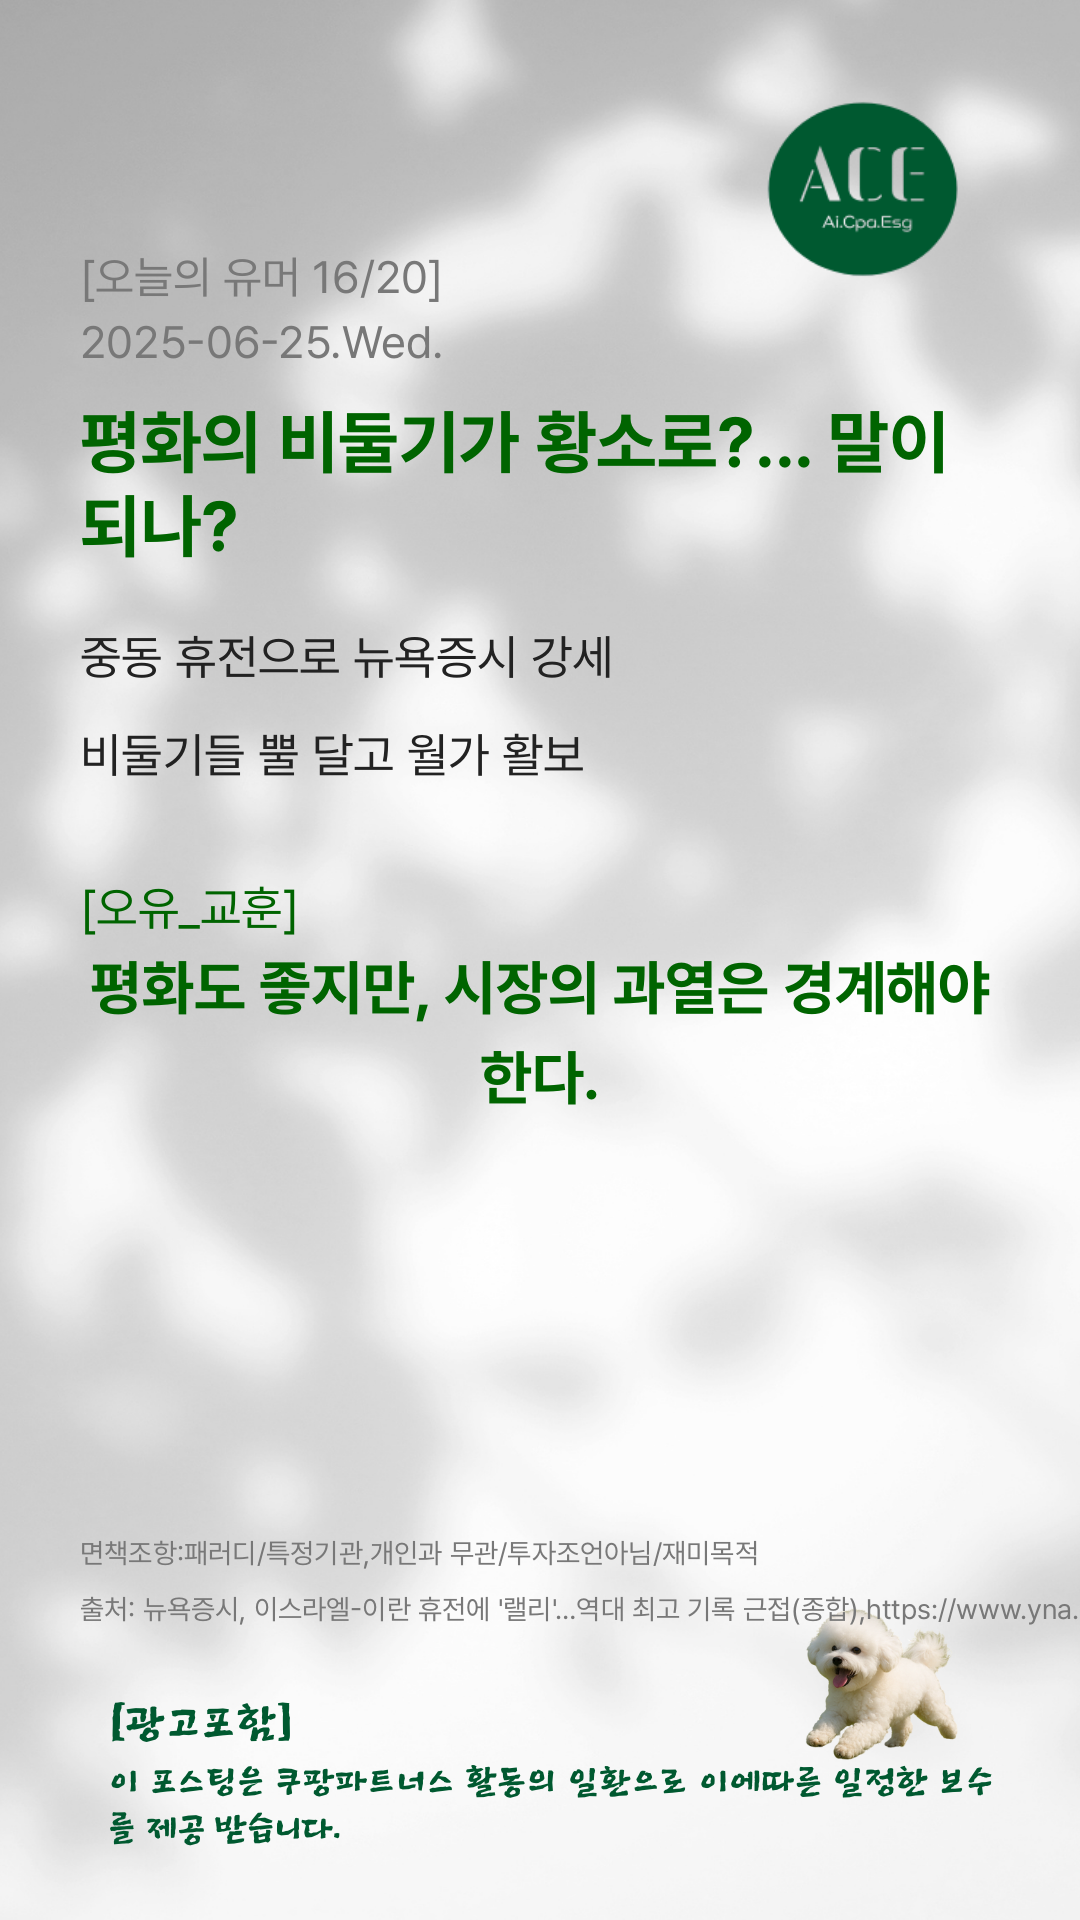 ACE
Ai.Cpa.Esg
[오늘의 유머 16/20]
2025-06-25.Wed.
평화의 비둘기가 황소로?... 말이
되나?
중동 휴전으로 뉴욕증시 강세
비둘기들 뿔 달고 월가 활보
[오유_교훈]
평화도 좋지만, 시장의 과열은 경계해야
한다.
면책조항:패러디/특정기관,개인과 무관/투자조언아님/재미목적
출처: 뉴욕증시, 이스라엘-이란 휴전에 '랠리'...역대 최고 기록 근접(종합),https://www.yna.
[광고포함]
이 포스팅은 쿠팡파트너스 활동의 일환으로 이에따른 일정한 보수
를 제공 받습니다.